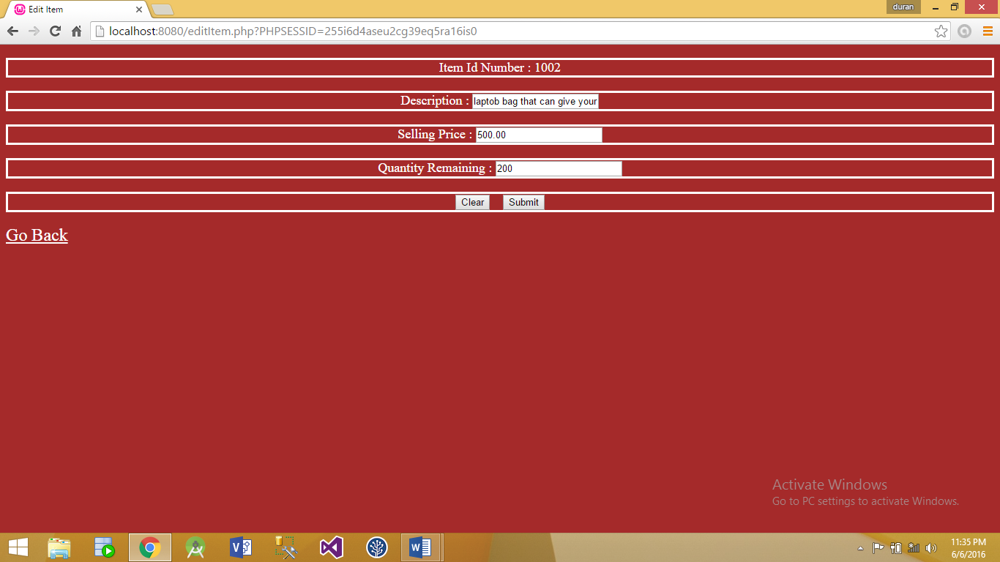 Edit Item
duran
localhost:8080/editItem.php?PHPSESSID=255i6d4aseu2cg39eq5ra16is0
Item Id Number : 1002
Description : laptob bag that can give your
Selling Price : 500.00
Quantity Remaining : 200
Clear Submit
Go Back
Activate Windows
Go to PC settings to activate Windows.
11:35 PM
6/6/2016